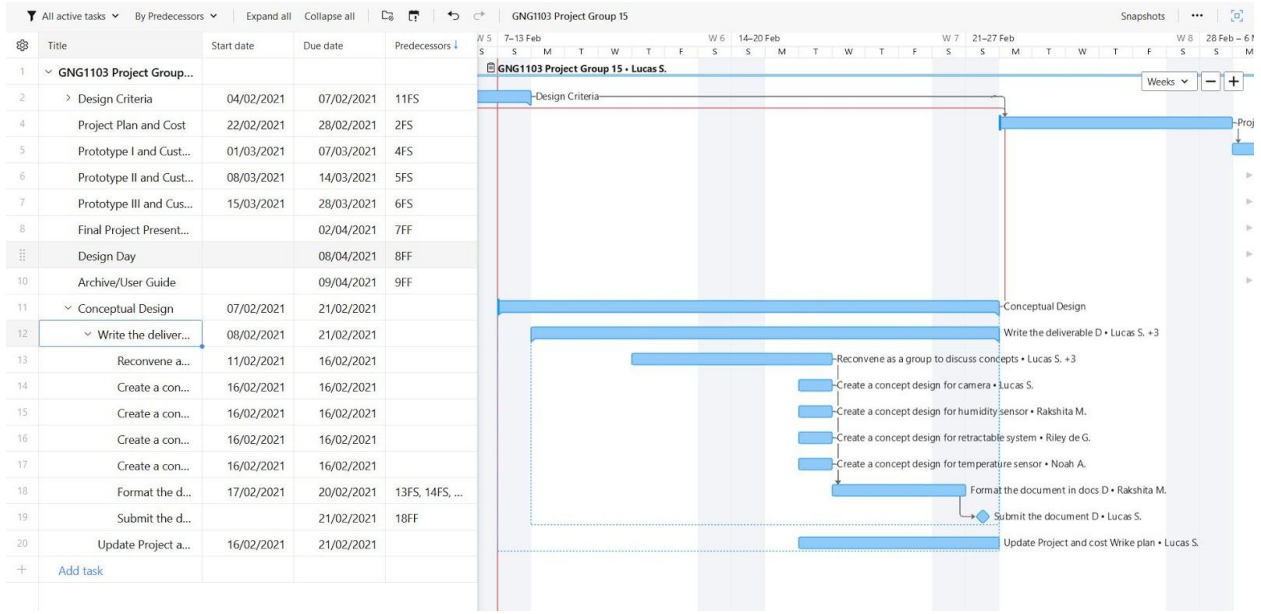 All active tasks By Predecessors Expand all Collapse all GNG1103 Project Group 15 Snapshots
Title Start date Due date Predecessors
W 5 7–13 Feb W 6 14–20 Feb W 7 21–27 Feb W 8 28 Feb – 6
S S M T W T F S S M T W T F S S M T W T F S S M
Weeks
1 GNG1103 Project Group... GNG1103 Project Group 15 • Lucas S.
2 Design Criteria 04/02/2021 07/02/2021 11FS Design Criteria
4 Project Plan and Cost 22/02/2021 28/02/2021 2FS Proj
5 Prototype I and Cust... 01/03/2021 07/03/2021 4FS
6 Prototype II and Cust... 08/03/2021 14/03/2021 5FS
7 Prototype III and Cus... 15/03/2021 28/03/2021 6FS
8 Final Project Present... 02/04/2021 7FF
Design Day 08/04/2021 8FF
10 Archive/User Guide 09/04/2021 9FF
11 Conceptual Design 07/02/2021 21/02/2021 Conceptual Design
12 Write the deliver... 08/02/2021 21/02/2021 Write the deliverable D • Lucas S. +3
13 Reconvene a... 11/02/2021 16/02/2021 Reconvene as a group to discuss concepts • Lucas S. +3
14 Create a con... 16/02/2021 16/02/2021 Create a concept design for camera • Lucas S.
15 Create a con... 16/02/2021 16/02/2021 Create a concept design for humidity sensor • Rakshita M.
16 Create a con... 16/02/2021 16/02/2021 Create a concept design for retractable system • Riley de G.
17 Create a con... 16/02/2021 16/02/2021 Create a concept design for temperature sensor • Noah A.
18 Format the d... 17/02/2021 20/02/2021 13FS, 14FS, ... Format the document in docs D • Rakshita M.
19 Submit the d... 21/02/2021 18FF Submit the document D • Lucas S.
20 Update Project a... 16/02/2021 21/02/2021 Update Project and cost Wrike plan • Lucas S.
Add task